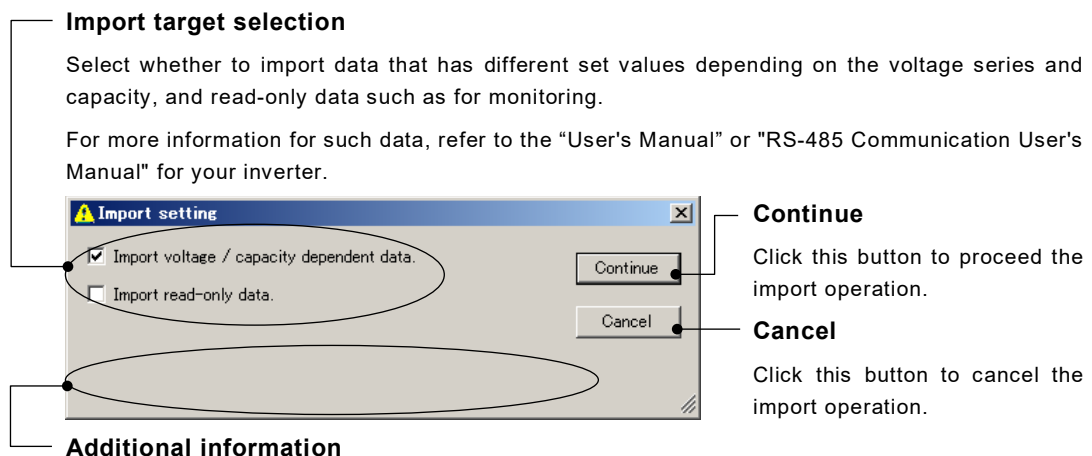 Import target selection
Select whether to import data that has different set values depending on the voltage series and
capacity, and read-only data such as for monitoring.
For more information for such data, refer to the “User's Manual” or "RS-485 Communication User's
Manual" for your inverter.
Import setting
Import voltage / capacity dependent data.
Import read-only data.
Continue
Cancel
Continue
Click this button to proceed the
import operation.
Cancel
Click this button to cancel the
import operation.
Additional information